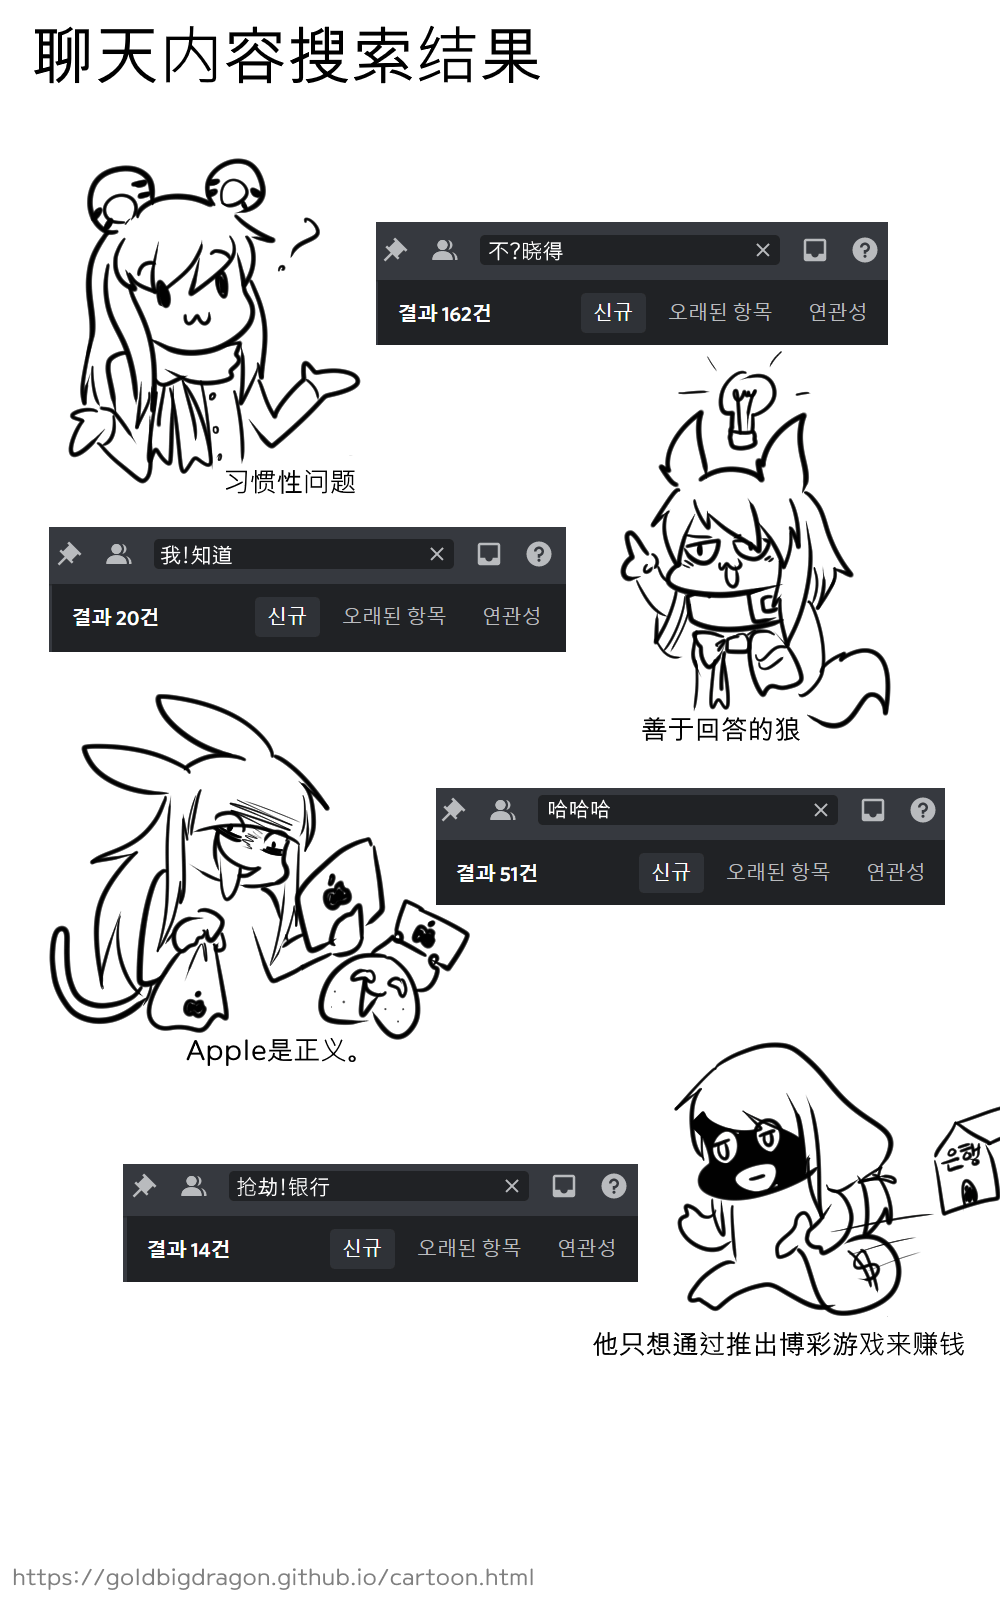 聊天内容搜索结果
不?晓得
결과 162건 신규 오래된 항목 연관성
习惯性问题
我!知道
결과 20건 신규 오래된 항목 연관성
善于回答的狼
哈哈哈
결과 51건 신규 오래된 항목 연관성
Apple是正义。
은행
抢劫!银行
결과 14건 신규 오래된 항목 연관성
$
他只想通过推出博彩游戏来赚钱
https://goldbigdragon.github.io/cartoon.html